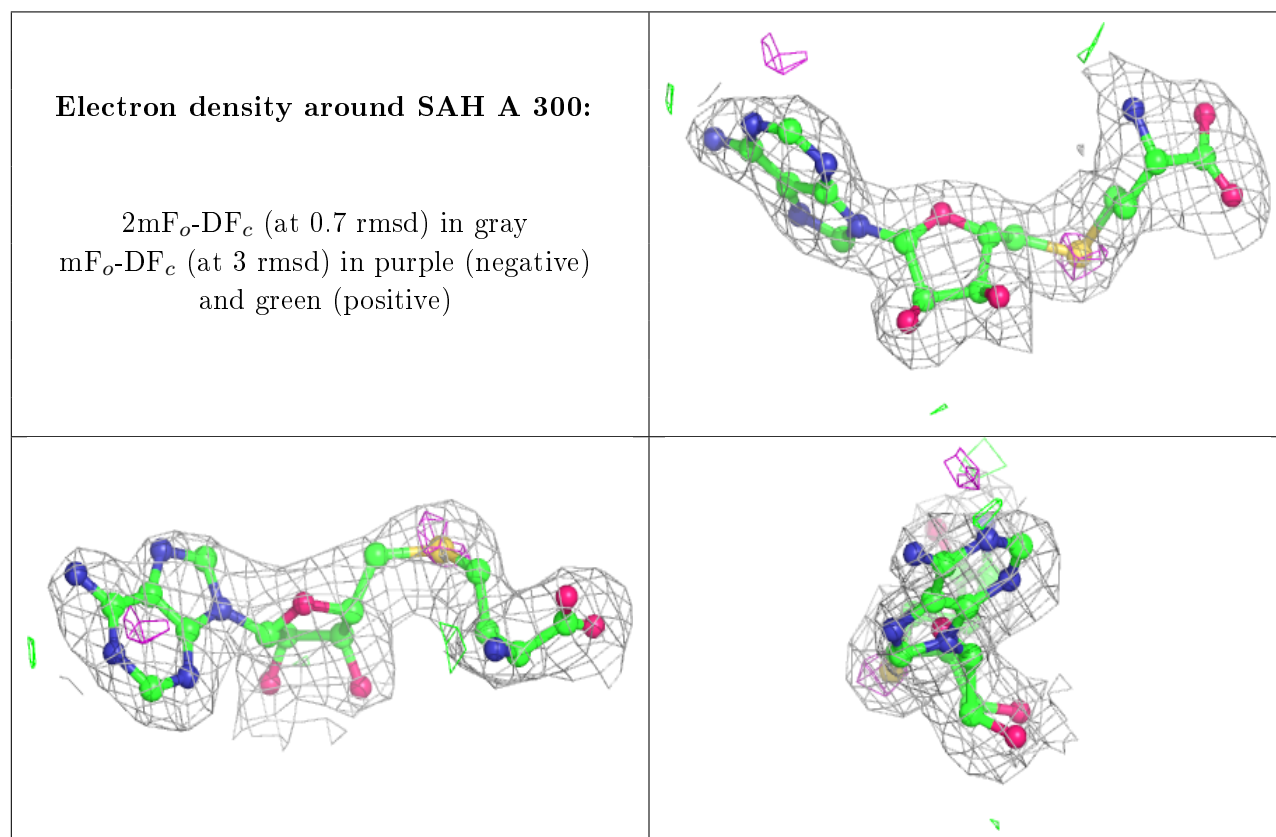 Electron density around SAH A 300:
2mFₒ-DF𝒸 (at 0.7 rmsd) in gray
mFₒ-DF𝒸 (at 3 rmsd) in purple (negative)
and green (positive)